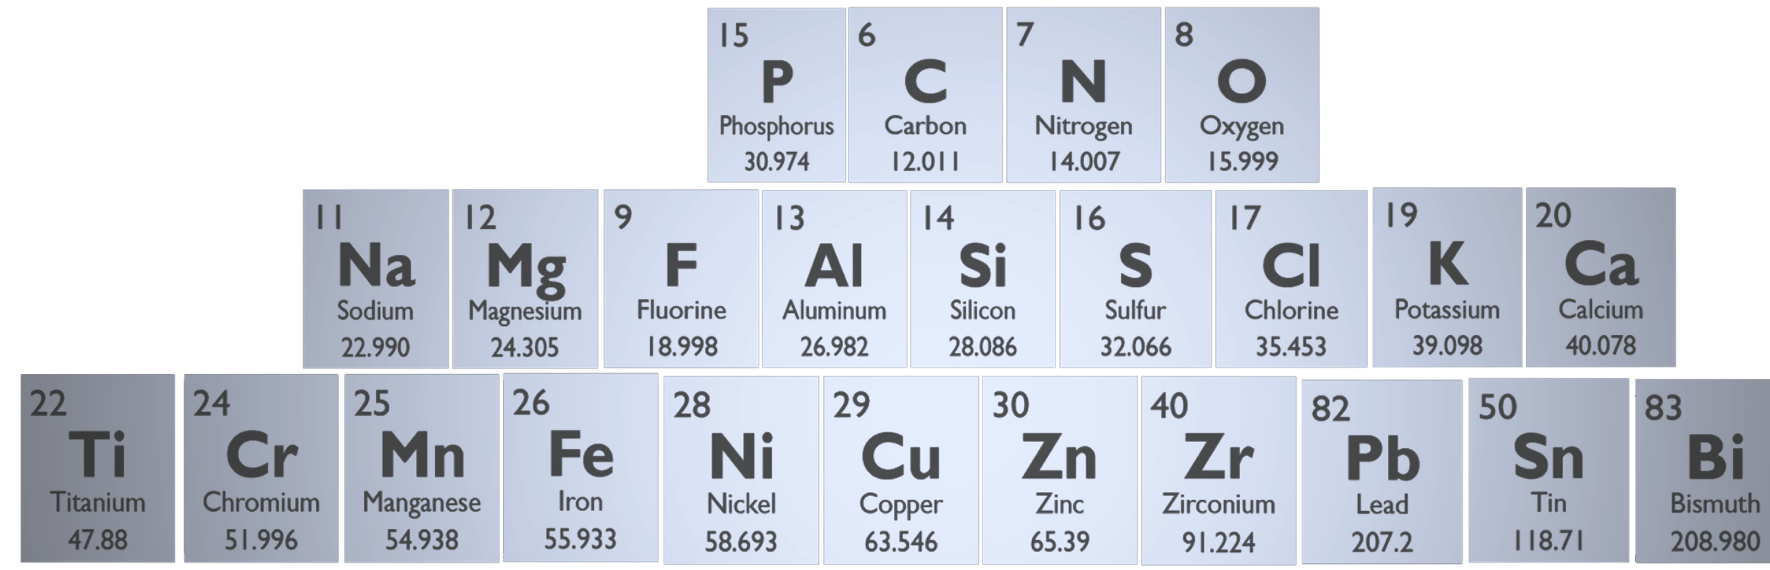 15 6 7 8
P C N O
Phosphorus Carbon Nitrogen Oxygen
30.974 12.011 14.007 15.999
11 12 9 13 14 16 17 19 20
Na Mg F Al Si S Cl K Ca
Sodium Magnesium Fluorine Aluminum Silicon Sulfur Chlorine Potassium Calcium
22.990 24.305 18.998 26.982 28.086 32.066 35.453 39.098 40.078
22 24 25 26 28 29 30 40 82 50 83
Ti Cr Mn Fe Ni Cu Zn Zr Pb Sn Bi
Titanium Chromium Manganese Iron Nickel Copper Zinc Zirconium Lead Tin Bismuth
47.88 51.996 54.938 55.933 58.693 63.546 65.39 91.224 207.2 118.71 208.980